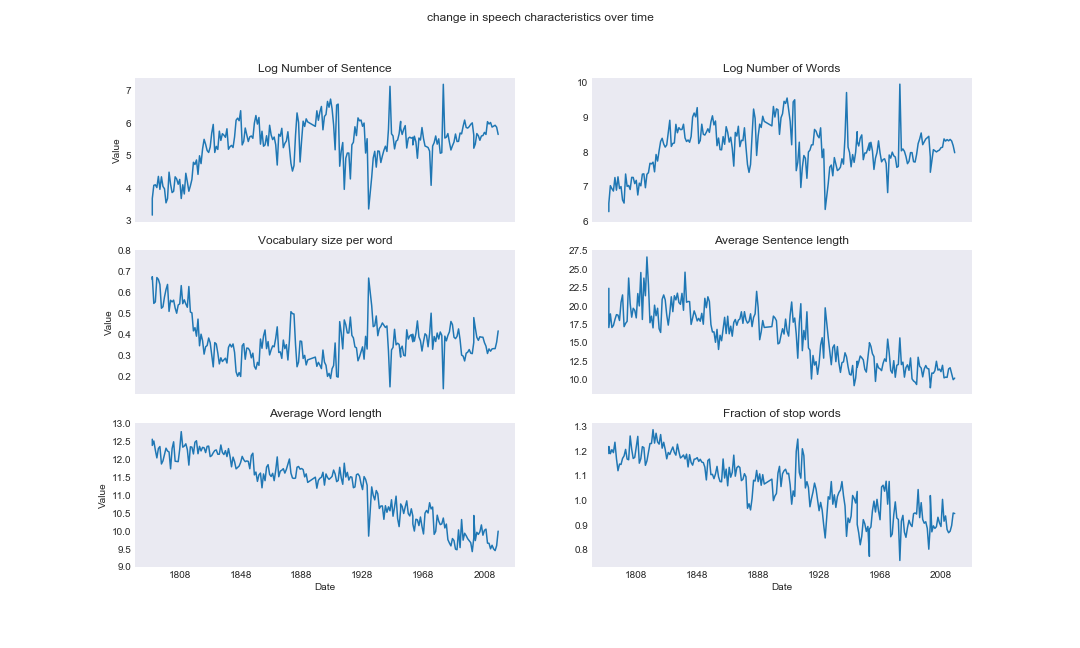 change in speech characteristics over time
Log Number of Sentence
Log Number of Words
7
6
5
4
3
Value
10
9
8
7
6
Vocabulary size per word
Average Sentence length
0.8
0.7
0.6
0.5
0.4
0.3
0.2
Value
27.5
25.0
22.5
20.0
17.5
15.0
12.5
10.0
Average Word length
Fraction of stop words
13.0
12.5
12.0
11.5
11.0
10.5
10.0
9.5
9.0
Value
1.3
1.2
1.1
1.0
0.9
0.8
1808 1848 1888 1928 1968 2008
Date
1808 1848 1888 1928 1968 2008
Date